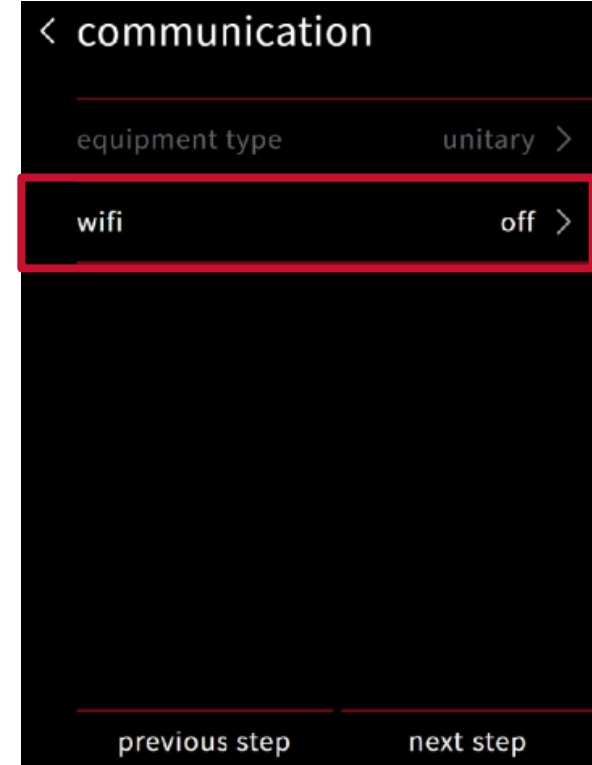 < communication
equipment type unitary >
wifi off >
previous step next step